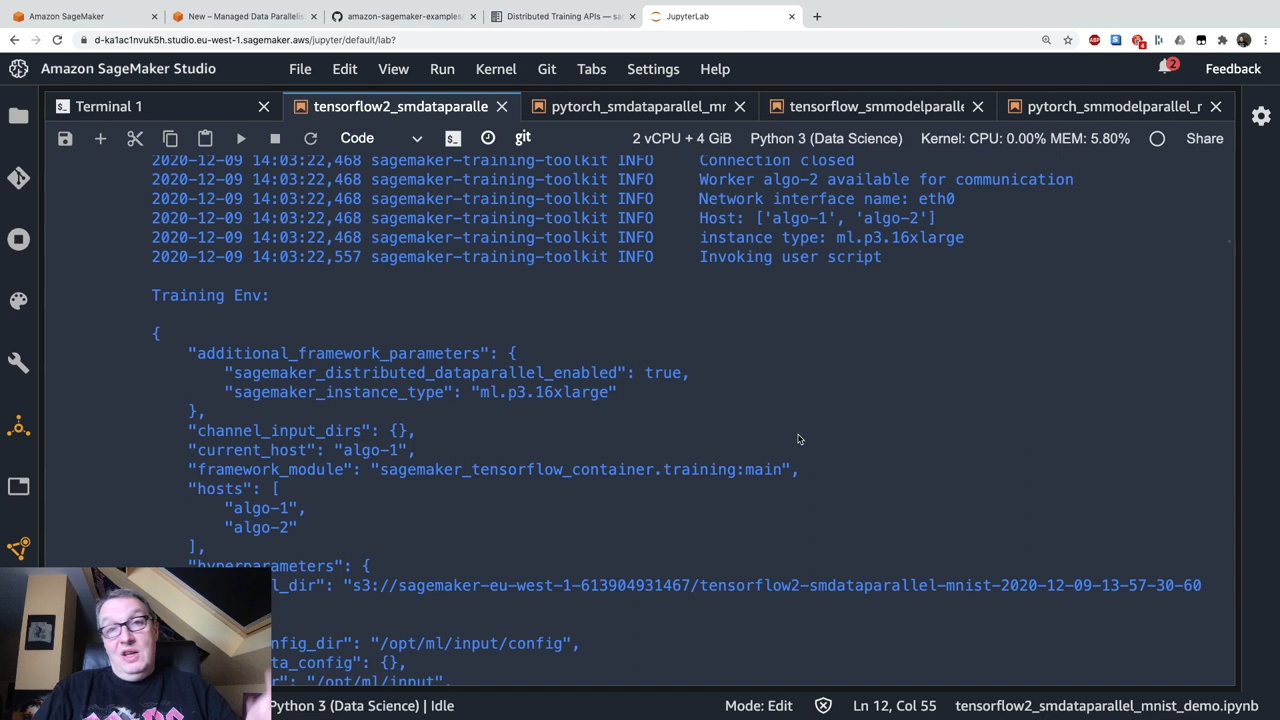 Amazon SageMaker
New – Managed Data Parallelis
amazon-sagemaker-examples/
Distributed Training APIs — sag
JupyterLab
d-ka1ac1nvuk5h.studio.eu-west-1.sagemaker.aws/jupyter/default/lab?
Amazon SageMaker Studio
File Edit View Run Kernel Git Tabs Settings Help
2
Feedback
Terminal 1
tensorflow2_smdataparalle
pytorch_smdataparallel_mr
tensorflow_smmodelparalle
pytorch_smmodelparallel_r
Code
git
2 vCPU + 4 GiB
Python 3 (Data Science)
Kernel: CPU: 0.00% MEM: 5.80%
Share
2020-12-09 14:03:22,468 sagemaker-training-toolkit INFO Connection closed
2020-12-09 14:03:22,468 sagemaker-training-toolkit INFO Worker algo-2 available for communication
2020-12-09 14:03:22,468 sagemaker-training-toolkit INFO Network interface name: eth0
2020-12-09 14:03:22,468 sagemaker-training-toolkit INFO Host: ['algo-1', 'algo-2']
2020-12-09 14:03:22,468 sagemaker-training-toolkit INFO instance type: ml.p3.16xlarge
2020-12-09 14:03:22,557 sagemaker-training-toolkit INFO Invoking user script
Training Env:
{
"additional_framework_parameters": {
"sagemaker_distributed_dataparallel_enabled": true,
"sagemaker_instance_type": "ml.p3.16xlarge"
},
"channel_input_dirs": {},
"current_host": "algo-1",
"framework_module": "sagemaker_tensorflow_container.training:main",
"hosts": [
"algo-1",
"algo-2"
],
"hyperparameters": {
l_dir": "s3://sagemaker-eu-west-1-613904931467/tensorflow2-smdataparallel-mnist-2020-12-09-13-57-30-60
nfig_dir": "/opt/ml/input/config",
ta_config": {},
r": "/opt/ml/input",
Python 3 (Data Science) | Idle
Mode: Edit
Ln 12, Col 55
tensorflow2_smdataparallel_mnist_demo.ipynb